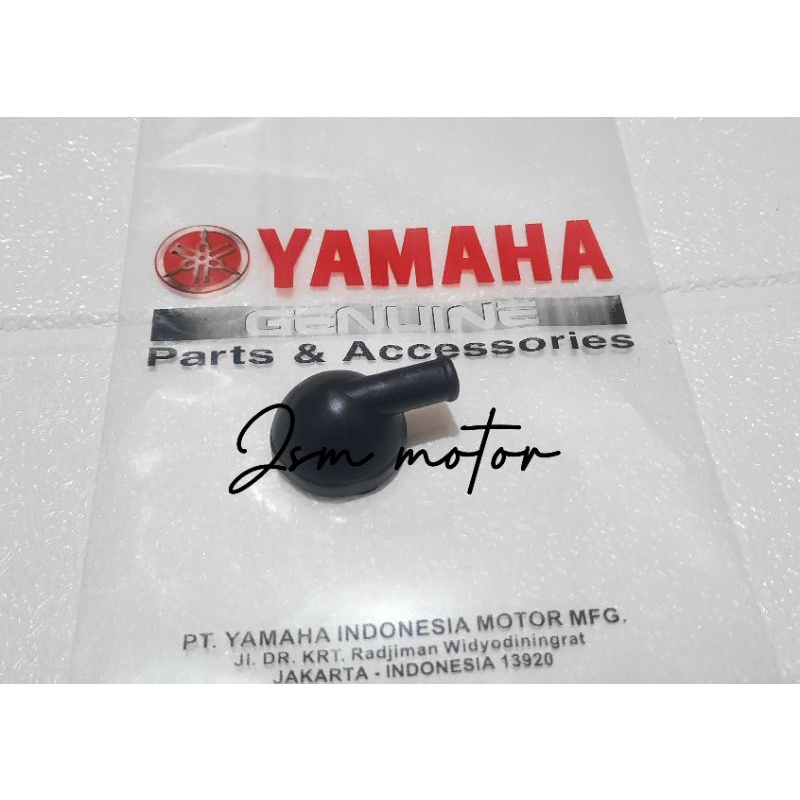 YAMAHA
GENUINE
Parts & Accessories
Jsm motor
PT. YAMAHA INDONESIA MOTOR MFG.
Jl. DR. KRT. Radjiman Widyodiningrat
JAKARTA - INDONESIA 13920